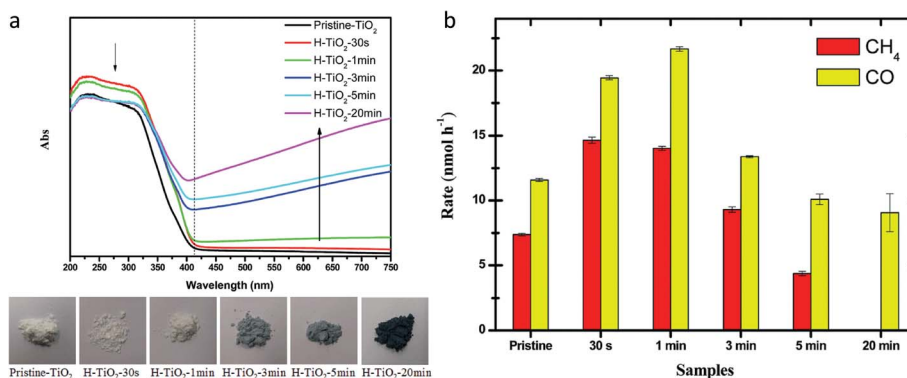 a
Pristine-TiO2
H-TiO2-30s
H-TiO2-1min
H-TiO2-3min
H-TiO2-5min
H-TiO2-20min
Abs
200 250 300 350 400 450 500 550 600 650 700 750
Wavelength (nm)
Pristine-TiO2 H-TiO2-30s H-TiO2-1min H-TiO2-3min H-TiO2-5min H-TiO2-20min
b
CH4
CO
Rate (nmol h-1)
20
15
10
5
0
Pristine 30 s 1 min 3 min 5 min 20 min
Samples